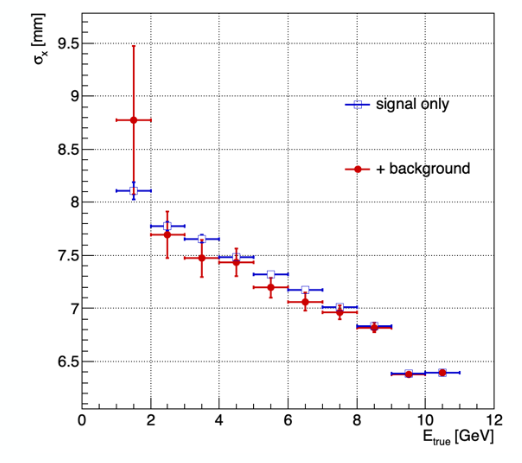 σx [mm]
9.5
9
8.5
8
7.5
7
6.5
signal only
+ background
0 2 4 6 8 10 12
Etrue [GeV]